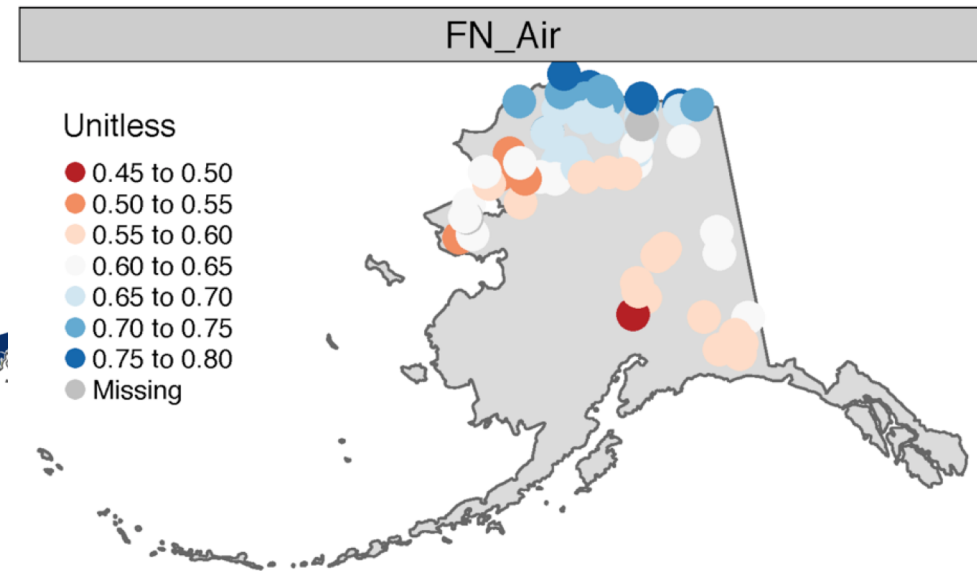 FN_Air
Unitless
0.45 to 0.50
0.50 to 0.55
0.55 to 0.60
0.60 to 0.65
0.65 to 0.70
0.70 to 0.75
0.75 to 0.80
Missing